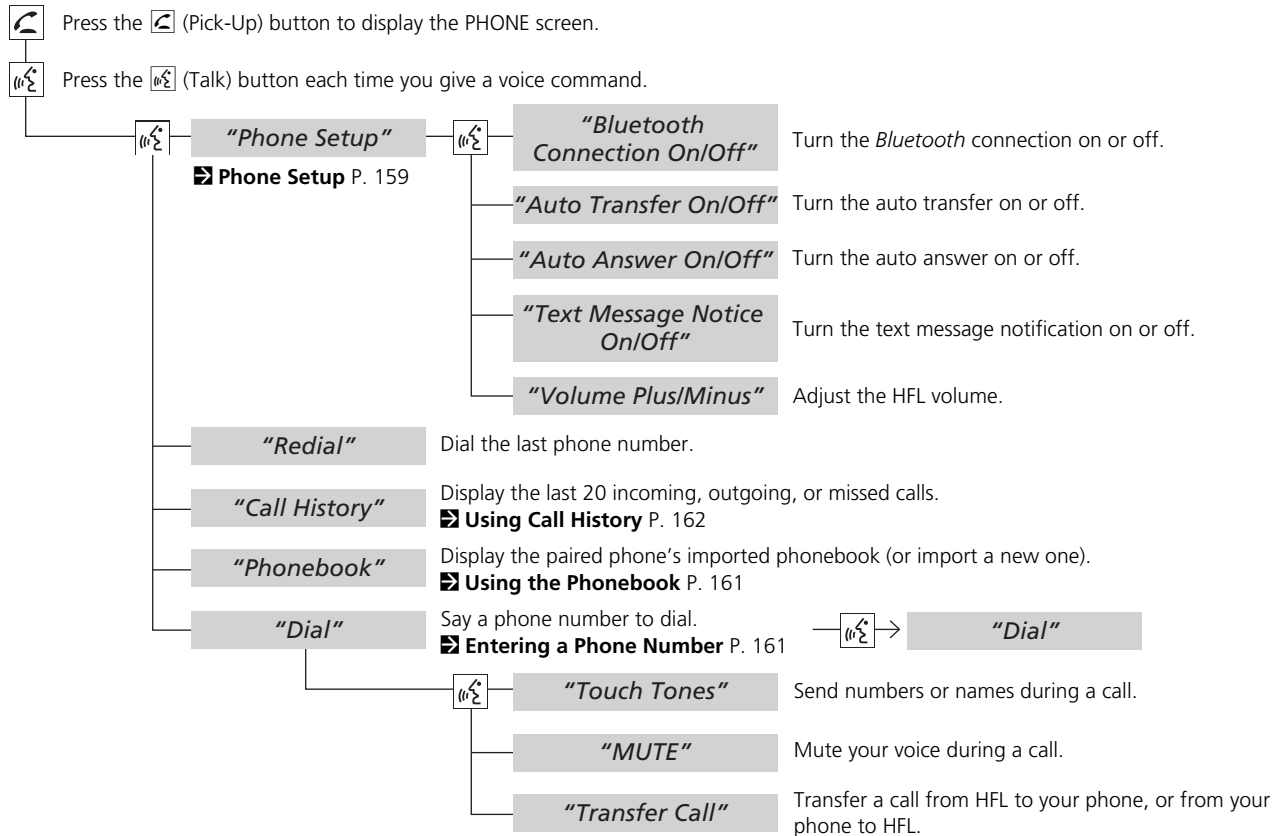 Press the (Pick-Up) button to display the PHONE screen.
Press the (Talk) button each time you give a voice command.
"Phone Setup"
Phone Setup P. 159
"Bluetooth
Connection On/Off"
Turn the Bluetooth connection on or off.
"Auto Transfer On/Off"
Turn the auto transfer on or off.
"Auto Answer On/Off"
Turn the auto answer on or off.
"Text Message Notice
On/Off"
Turn the text message notification on or off.
"Volume Plus/Minus"
Adjust the HFL volume.
"Redial"
Dial the last phone number.
"Call History"
Display the last 20 incoming, outgoing, or missed calls.
Using Call History P. 162
"Phonebook"
Display the paired phone's imported phonebook (or import a new one).
Using the Phonebook P. 161
"Dial"
Say a phone number to dial.
Entering a Phone Number P. 161
"Dial"
"Touch Tones"
Send numbers or names during a call.
"MUTE"
Mute your voice during a call.
"Transfer Call"
Transfer a call from HFL to your phone, or from your
phone to HFL.